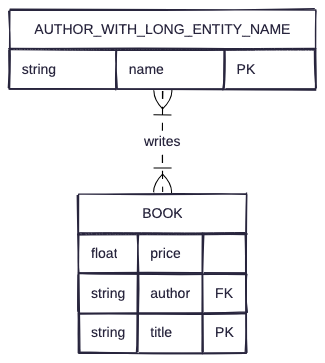 AUTHOR_WITH_LONG_ENTITY_NAME
string name PK
writes
BOOK
float price
string author FK
string title PK